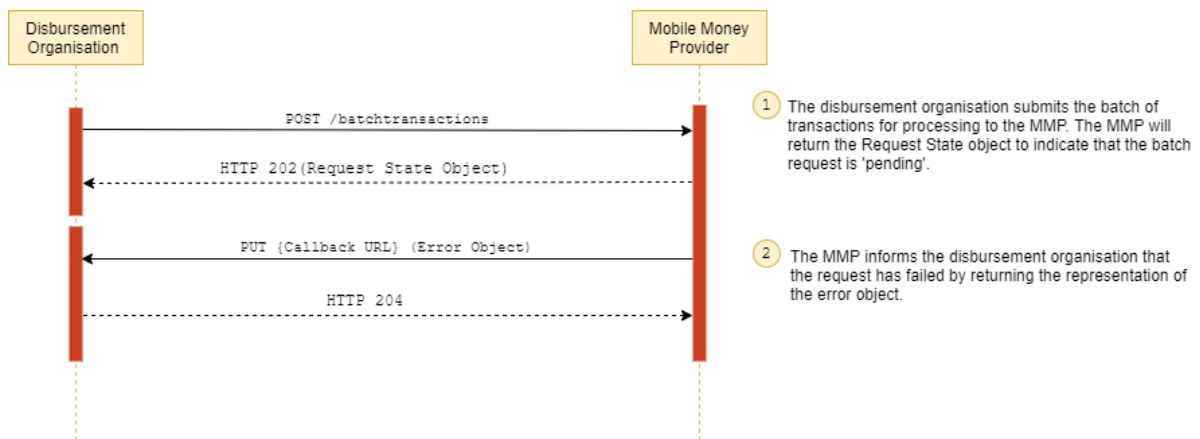 Disbursement
Organisation
Mobile Money
Provider
POST /batchtransactions
HTTP 202(Request State Object)
PUT {Callback URL} (Error Object)
HTTP 204
1
The disbursement organisation submits the batch of
transactions for processing to the MMP. The MMP will
return the Request State object to indicate that the batch
request is 'pending'.
2
The MMP informs the disbursement organisation that
the request has failed by returning the representation of
the error object.